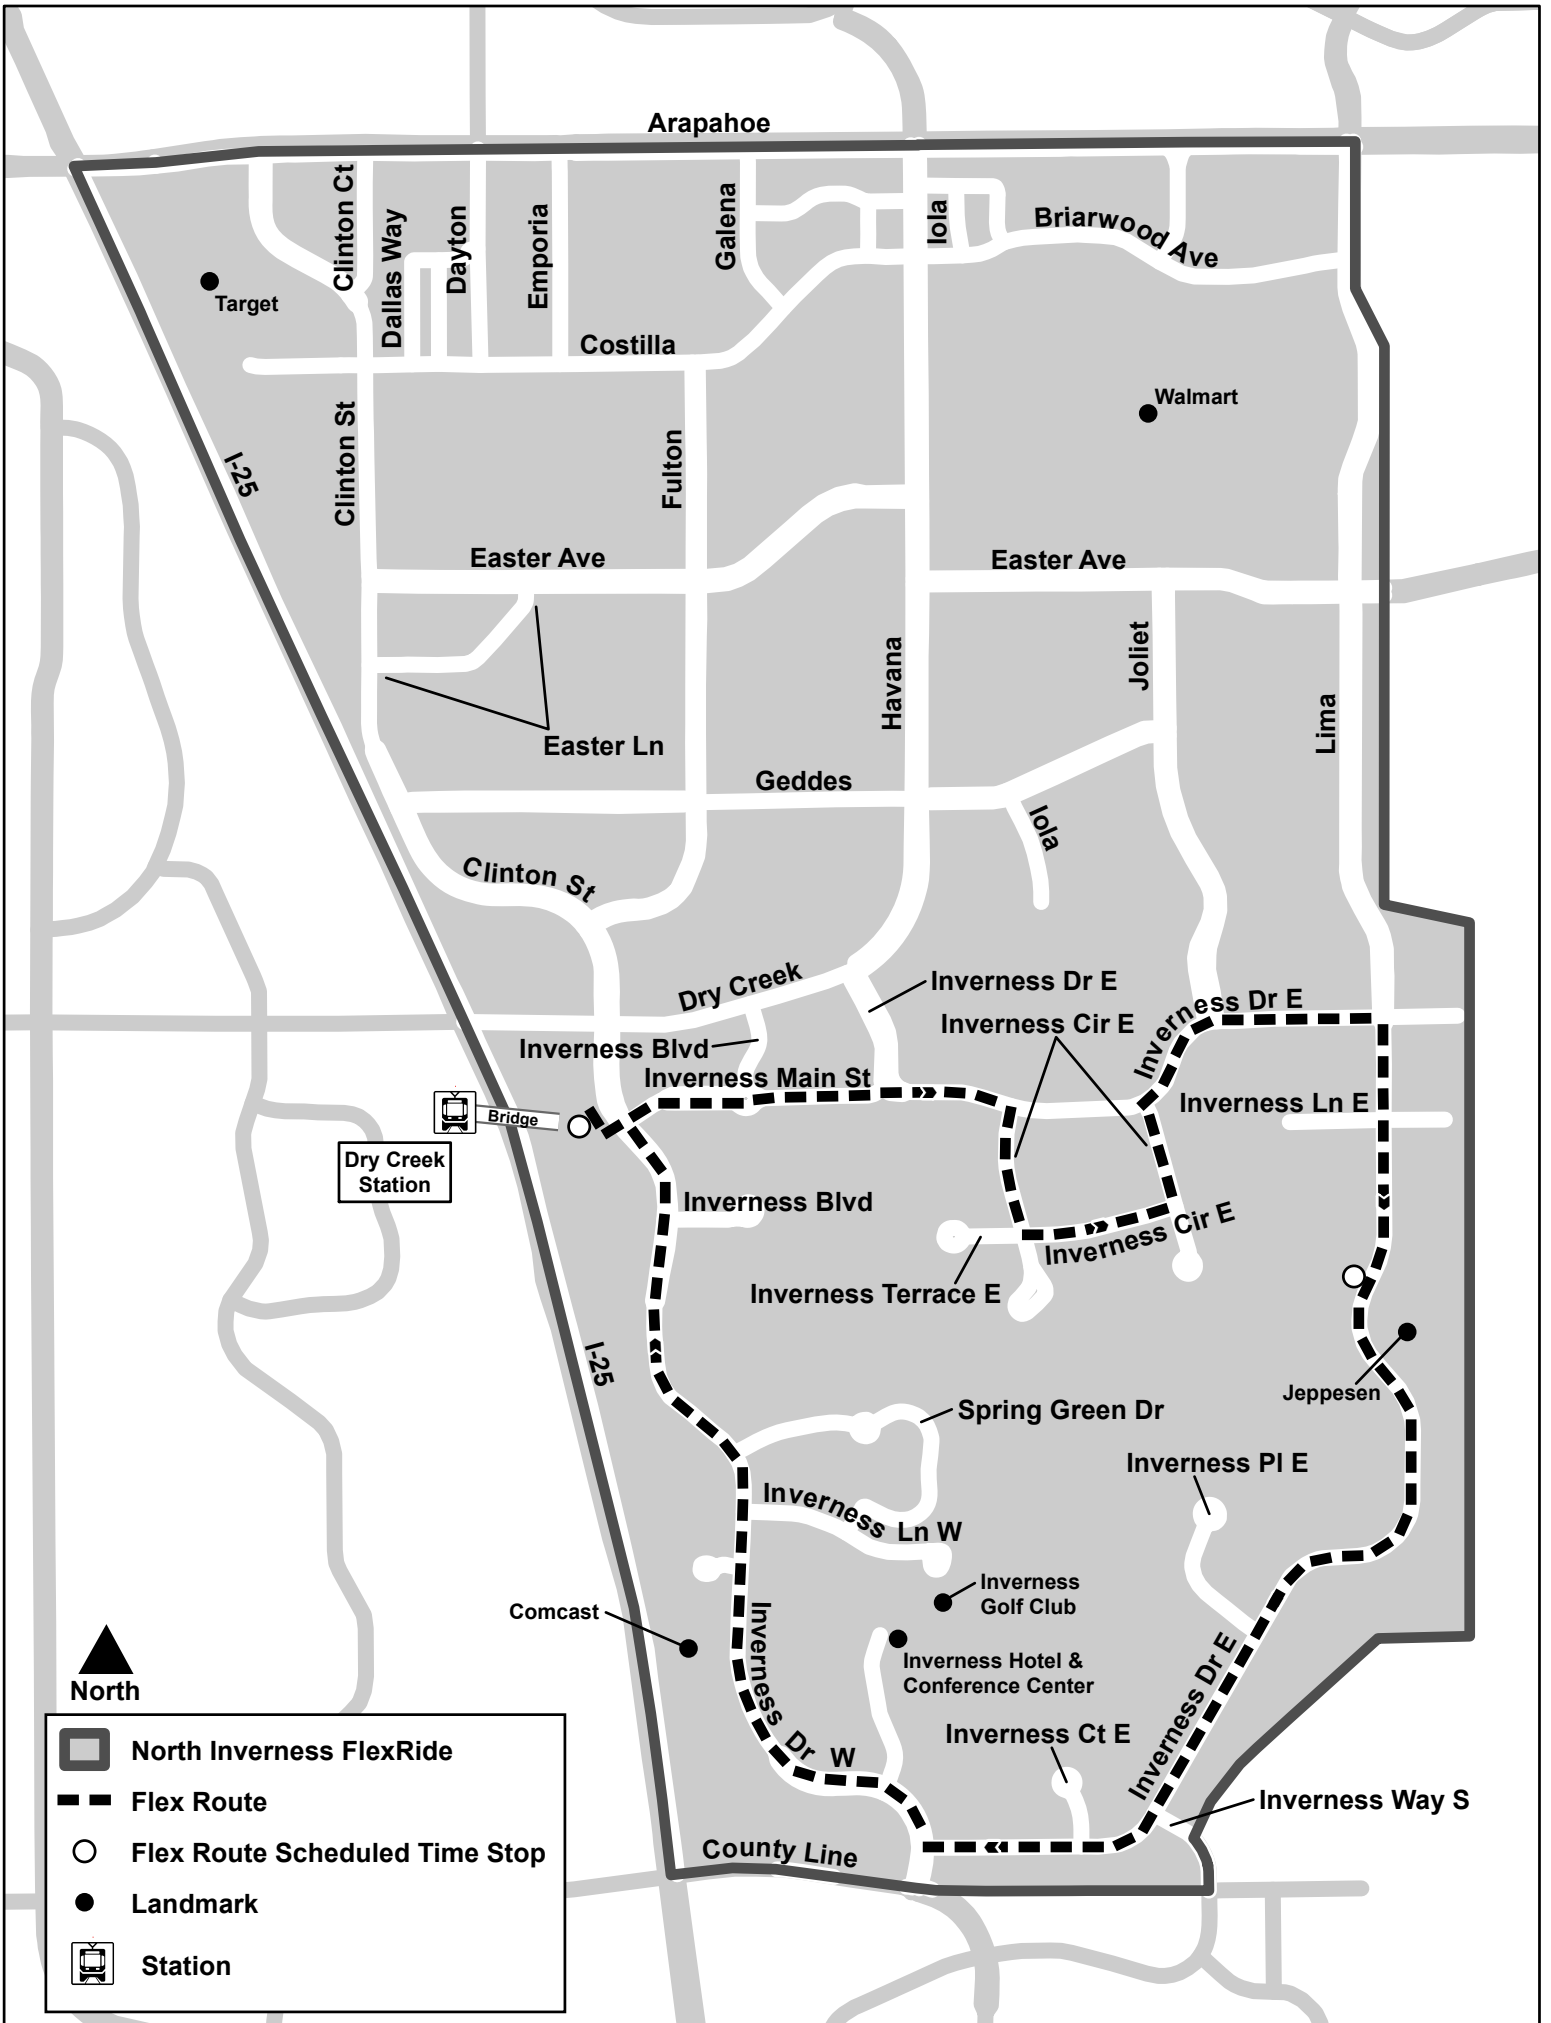 Arapahoe
Clinton Ct
Dallas Way
Dayton
Emporia
Galena
Iola
Briarwood Ave
Target
Costilla
Walmart
I-25
Clinton St
Fulton
Easter Ave
Easter Ave
Havana
Joliet
Lima
Easter Ln
Geddes
Iola
Clinton St
Dry Creek
Inverness Dr E
Inverness Dr E
Inverness Cir E
Inverness Blvd
Inverness Main St
Inverness Ln E
Bridge
Dry Creek
Station
Inverness Blvd
Inverness Cir E
Inverness Terrace E
I-25
Jeppesen
Spring Green Dr
Inverness Pl E
Inverness Ln W
Inverness
Golf Club
Comcast
Inverness Dr W
Inverness Hotel &
Conference Center
Inverness Dr E
Inverness Ct E
Inverness Way S
County Line
North
North Inverness FlexRide
Flex Route
Flex Route Scheduled Time Stop
Landmark
Station